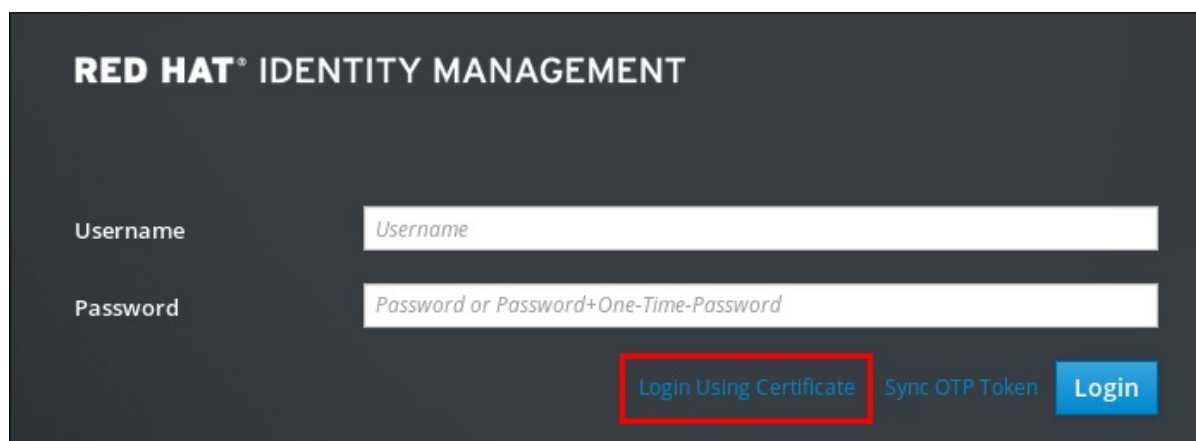 RED HAT® IDENTITY MANAGEMENT
Username
Username
Password
Password or Password+One-Time-Password
Login Using Certificate Sync OTP Token Login